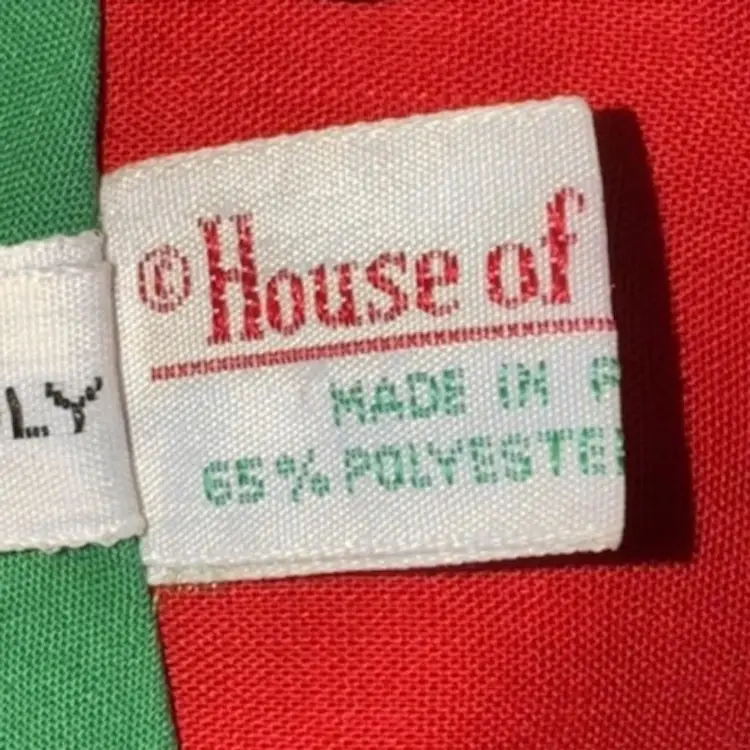 © House of
MADE IN
65% POLYESTE
LY